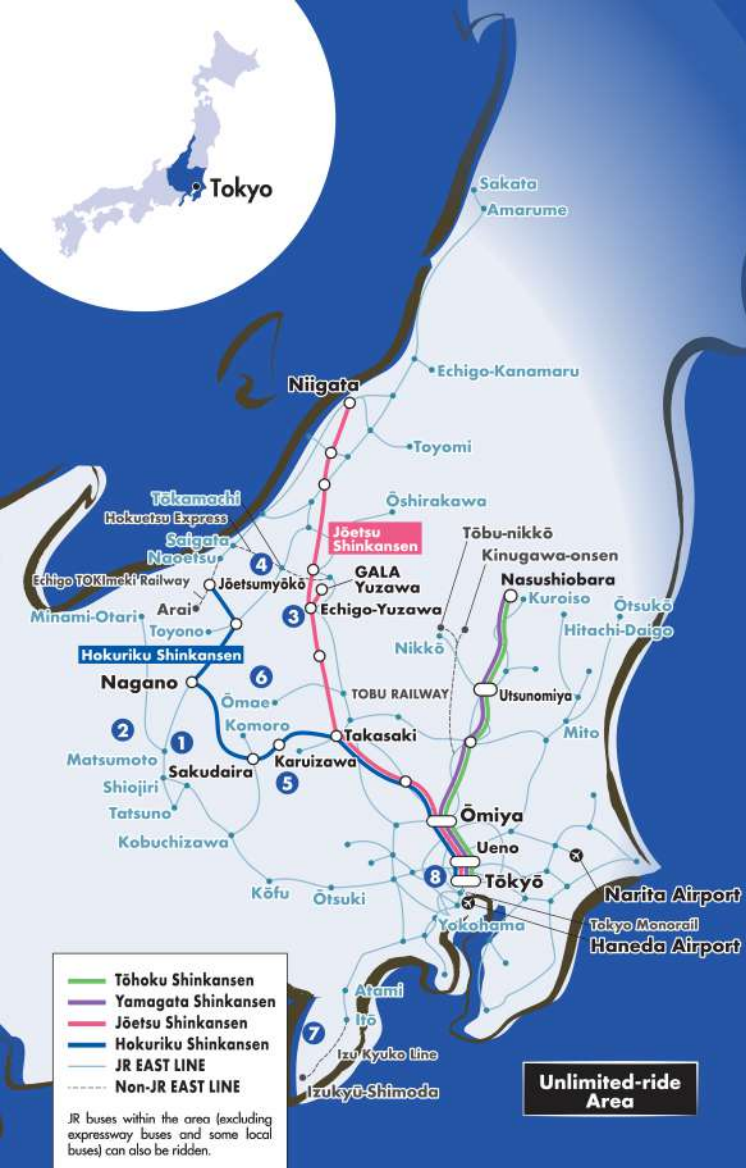 Tokyo
Sakata
Amarume
Niigata
Echigo-Kanamaru
Toyomi
Tōkamachi
Hokuetsu Express
Ōshirakawa
Jōetsu
Shinkansen
Tōbu-nikkō
Kinugawa-onsen
Saigata
Naoetsu
4
Echigo TOKImeki Railway
Jōetsumyōkō
GALA
Yuzawa
Nasushiobara
Kuroiso
Arai
3
Echigo-Yuzawa
Ōtsukō
Minami-Otari
Toyono
Hitachi-Daigo
Nikkō
Hokuriku Shinkansen
Nagano
6
Ōmae
TOBU RAILWAY
Utsunomiya
2
Komoro
Takasaki
Mito
1
Matsumoto
Sakudaira
Karuizawa
5
Shiojiri
Tatsuno
Ōmiya
Kobuchizawa
Ueno
8
Tōkyō
Kōfu
Ōtsuki
Narita Airport
Yokohama
Tokyo Monorail
Haneda Airport
Atami
Itō
7
Izu Kyuko Line
Izukyū-Shimoda
Tōhoku Shinkansen
Yamagata Shinkansen
Jōetsu Shinkansen
Hokuriku Shinkansen
JR EAST LINE
Non-JR EAST LINE
JR buses within the area (excluding
expressway buses and some local
buses) can also be ridden.
Unlimited-ride
Area